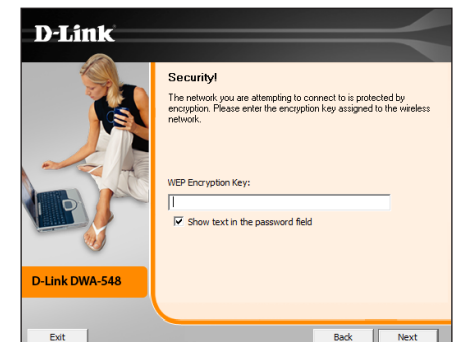 D-Link
Security!
The network you are attempting to connect to is protected by
encryption. Please enter the encryption key assigned to the wireless
network.
WEP Encryption Key:
Show text in the password field
D-Link DWA-548
Exit
Back
Next